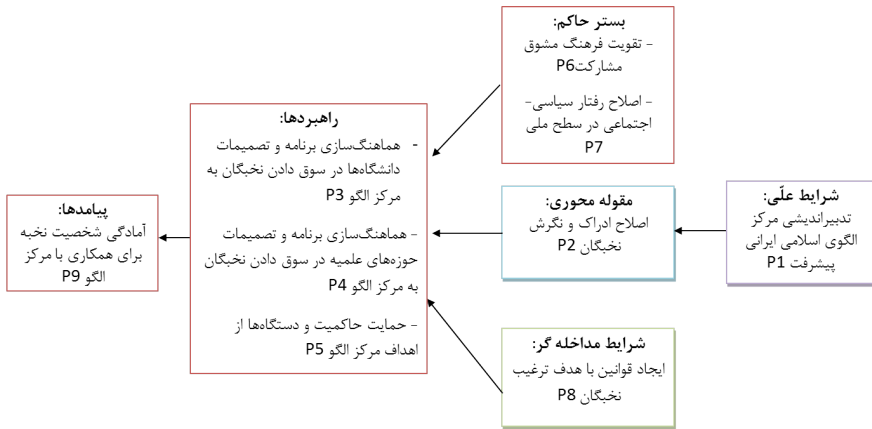 بستر حاکم:
- تقویت فرهنگ مشوق
مشارکت P6
- اصلاح رفتار سیاسی-
اجتماعی در سطح ملی
P7
شرایط علّی:
تدبیراندیشی مرکز
الگوی اسلامی ایرانی
پیشرفت P1
مقوله محوری:
اصلاح ادراک و نگرش
نخبگان P2
شرایط مداخله گر:
ایجاد قوانین با هدف ترغیب
نخبگان P8
راهبردها:
- هماهنگ‌سازی برنامه و تصمیمات
دانشگاه‌ها در سوق دادن نخبگان به
مرکز الگو P3
- هماهنگ‌سازی برنامه و تصمیمات
حوزه‌های علمیه در سوق دادن نخبگان
به مرکز الگو P4
- حمایت حاکمیت و دستگاه‌ها از
اهداف مرکز الگو P5
پیامدها:
آمادگی شخصیت نخبه
برای همکاری با مرکز
الگو P9